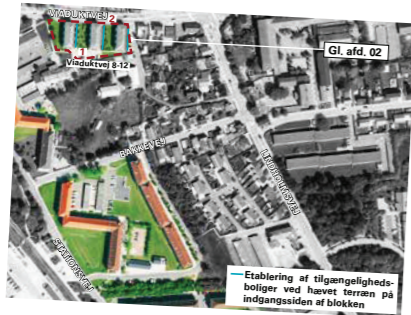 VIADUKTVEJ
2
1
Viaduktvej 8-12
Gl. afd. 02
BAKKEVEJ
LINDHOLTSVEJ
STATIONSVEJ
Etablering af tilgængeligheds-
boliger ved hævet terræn på
indgangssiden af blokken